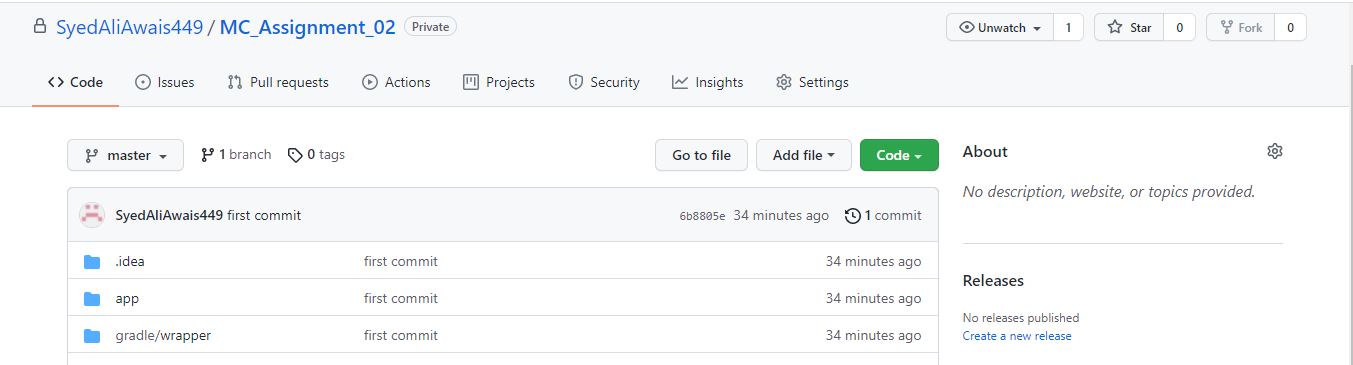 SyedAliAwais449 / MC_Assignment_02 Private Unwatch 1 Star 0 Fork 0
Code Issues Pull requests Actions Projects Security Insights Settings
master 1 branch 0 tags Go to file Add file Code About
No description, website, or topics provided.
SyedAliAwais449 first commit 6b8805e 34 minutes ago 1 commit
.idea first commit 34 minutes ago
app first commit 34 minutes ago
gradle/wrapper first commit 34 minutes ago
Releases
No releases published
Create a new release